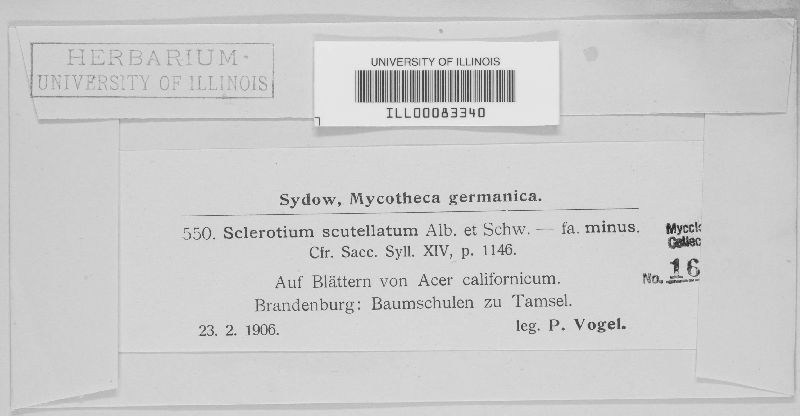 HERBARIUM
UNIVERSITY OF ILLINOIS
UNIVERSITY OF ILLINOIS
ILL00083340
Sydow, Mycotheca germanica.
550. Sclerotium scutellatum Alb. et Schw. — fa. minus.
Cfr. Sacc. Syll. XIV, p. 1146.
Auf Blättern von Acer californicum.
Brandenburg: Baumschulen zu Tamsel.
23. 2. 1906. leg. P. Vogel.
No. 16